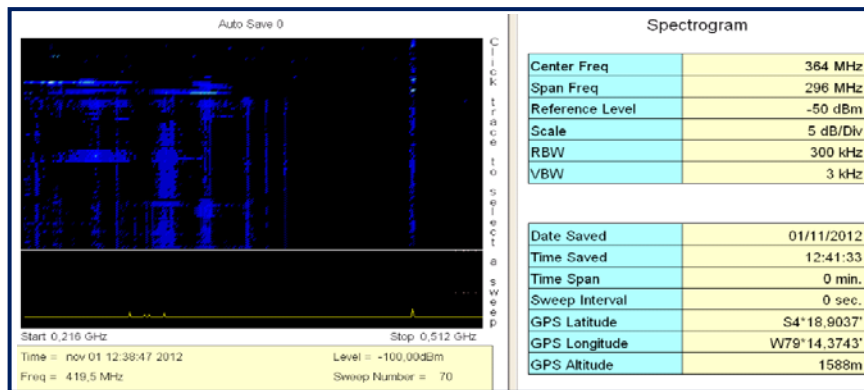 Auto Save 0
Click trace to select a sweep
Start 0,216 GHz Stop 0,512 GHz
Time = nov 01 12:38:47 2012 Level = -100,00dBm
Freq = 419,5 MHz Sweep Number = 70
Spectrogram
Center Freq 364 MHz
Span Freq 296 MHz
Reference Level -50 dBm
Scale 5 dB/Div
RBW 300 kHz
VBW 3 kHz
Date Saved 01/11/2012
Time Saved 12:41:33
Time Span 0 min.
Sweep Interval 0 sec.
GPS Latitude S4°18,9037'
GPS Longitude W79°14,3743'
GPS Altitude 1588m